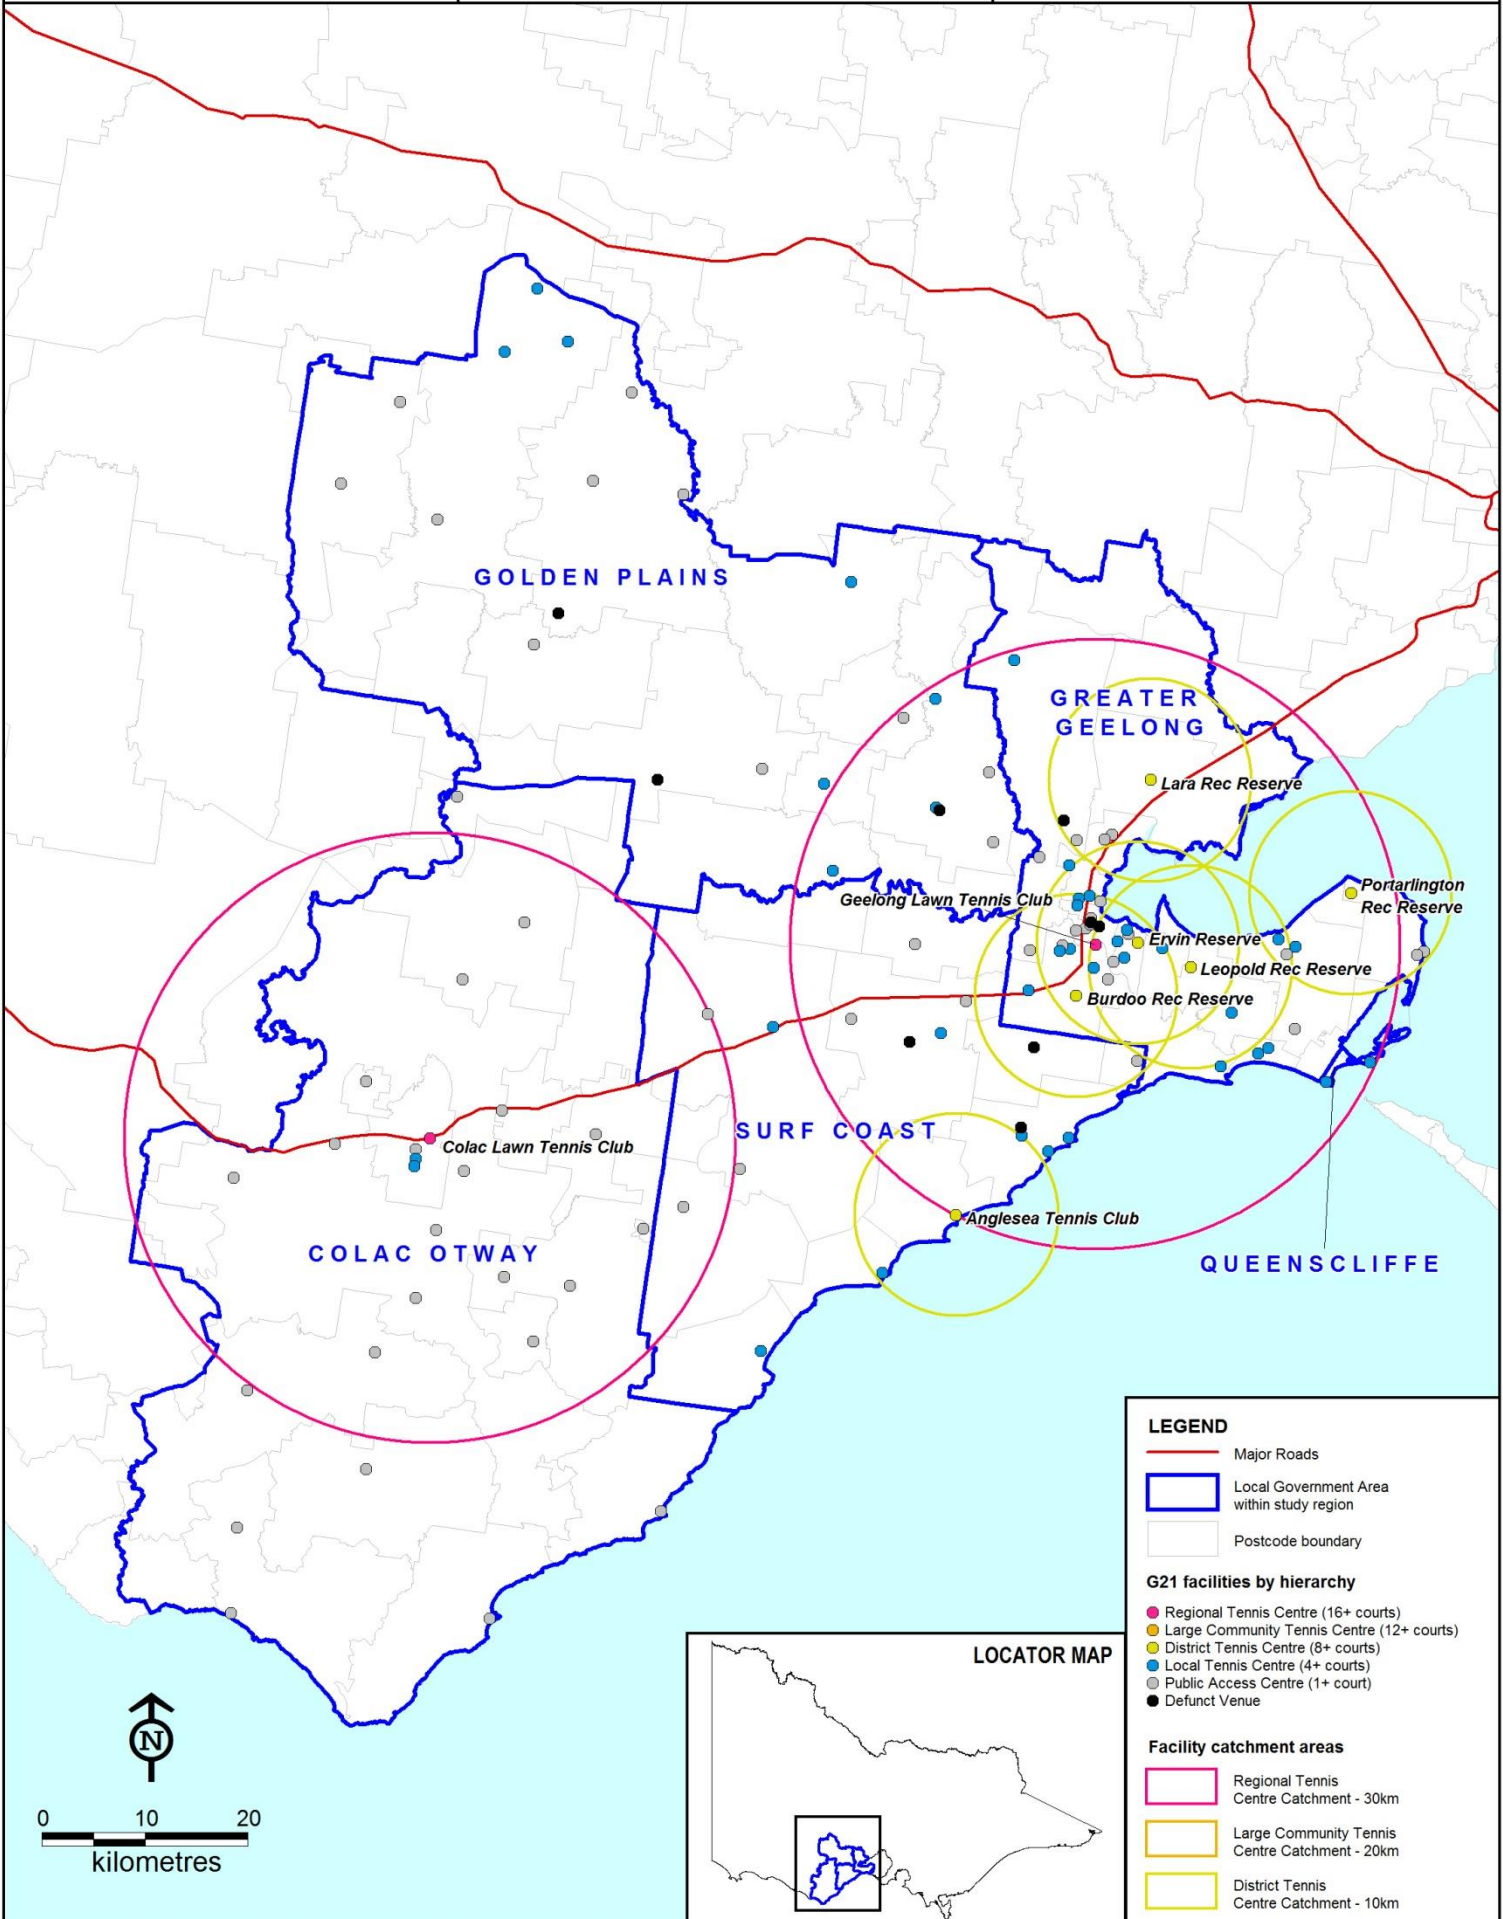 GOLDEN PLAINS
GREATER
GEELONG
Lara Rec Reserve
Portarlington
Rec Reserve
Geelong Lawn Tennis Club
Ervin Reserve
Leopold Rec Reserve
Burdoo Rec Reserve
SURF COAST
Colac Lawn Tennis Club
Anglesea Tennis Club
COLAC OTWAY
QUEENSCLIFFE
LEGEND
Major Roads
Local Government Area
within study region
Postcode boundary
G21 facilities by hierarchy
Regional Tennis Centre (16+ courts)
Large Community Tennis Centre (12+ courts)
District Tennis Centre (8+ courts)
Local Tennis Centre (4+ courts)
Public Access Centre (1+ court)
Defunct Venue
Facility catchment areas
Regional Tennis
Centre Catchment - 30km
Large Community Tennis
Centre Catchment - 20km
District Tennis
Centre Catchment - 10km
LOCATOR MAP
N
0 10 20
kilometres